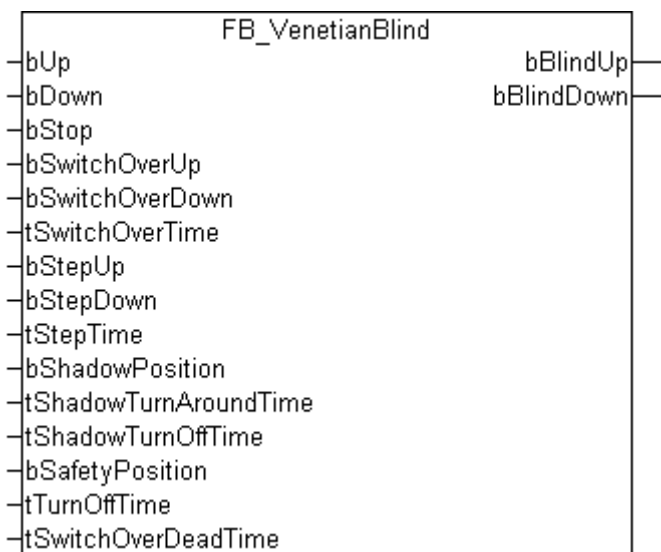 FB_VenetianBlind
bUp bBlindUp
bDown bBlindDown
bStop
bSwitchOverUp
bSwitchOverDown
tSwitchOverTime
bStepUp
bStepDown
tStepTime
bShadowPosition
tShadowTurnAroundTime
tShadowTurnOffTime
bSafetyPosition
tTurnOffTime
tSwitchOverDeadTime